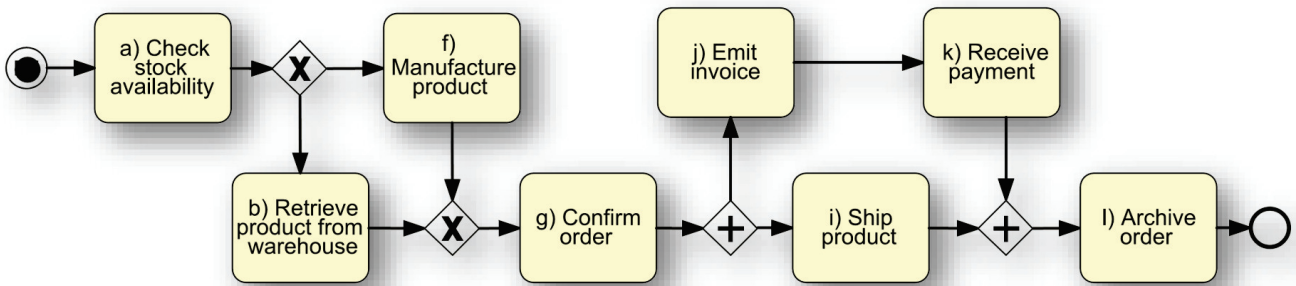 a) Check
stock
availability
X
f)
Manufacture
product
b) Retrieve
product from
warehouse
X
g) Confirm
order
j) Emit
invoice
k) Receive
payment
+
i) Ship
product
+
l) Archive
order